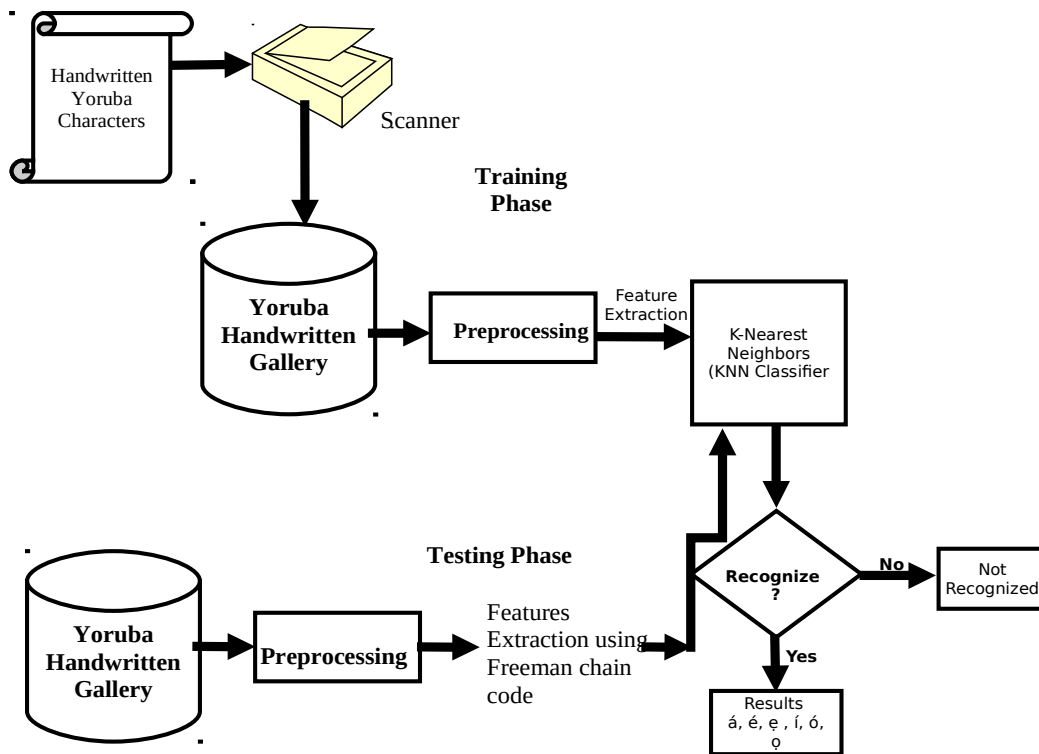 Handwritten
Yoruba
Characters
Scanner
Training
Phase
Yoruba
Handwritten
Gallery
Preprocessing
Feature
Extraction
K-Nearest
Neighbors
(KNN Classifier
Testing Phase
Yoruba
Handwritten
Gallery
Preprocessing
Features
Extraction using
Freeman chain
code
Recognize
?
No
Not
Recognized
Yes
Results
á, é, ẹ , í, ó,
ọ